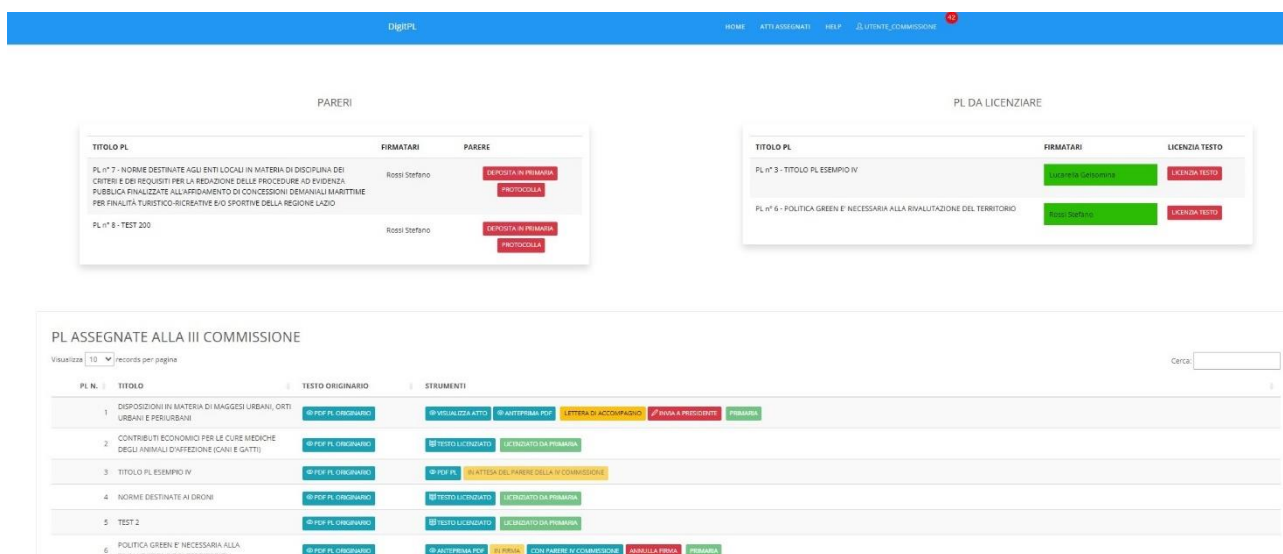 DigitPL
HOME ATTI ASSEGNATI HELP UTENTE_COMMISSIONE 42
PARERI
TITOLO PL FIRMATARI PARERE
PL n° 7 - NORME DESTINATE AGLI ENTI LOCALI IN MATERIA DI DISCIPLINA DEI
CRITERI E DEI REQUISITI PER LA REDAZIONE DELLE PROCEDURE AD EVIDENZA
PUBBLICA FINALIZZATE ALL'AFFIDAMENTO DI CONCESSIONI DEMANIALI MARITTIME
PER FINALITÀ TURISTICO-RICREATIVE E/O SPORTIVE DELLA REGIONE LAZIO
Rossi Stefano
DEPOSITA IN PRIMARIA
PROTOCOLLA
PL n° 8 - TEST 200
Rossi Stefano
DEPOSITA IN PRIMARIA
PROTOCOLLA
PL DA LICENZIARE
TITOLO PL FIRMATARI LICENZIA TESTO
PL n° 3 - TITOLO PL ESEMPIO IV
Lucarella Gelsomina
LICENZIA TESTO
PL n° 6 - POLITICA GREEN E' NECESSARIA ALLA RIVALUTAZIONE DEL TERRITORIO
Rossi Stefano
LICENZIA TESTO
PL ASSEGNATE ALLA III COMMISSIONE
Visualizza 10 records per pagina
Cerca:
PL N. TITOLO TESTO ORIGINARIO STRUMENTI
1 DISPOSIZIONI IN MATERIA DI MAGGESI URBANI, ORTI
URBANI E PERIURBANI
PDF PL ORIGINARIO VISUALIZZA ATTO ANTEPRIMA PDF LETTERA DI ACCOMPAGNO INVIA A PRESIDENTE PRIMARIA
2 CONTRIBUTI ECONOMICI PER LE CURE MEDICHE
DEGLI ANIMALI D'AFFEZIONE (CANI E GATTI)
PDF PL ORIGINARIO TESTO LICENZIATO LICENZIATO DA PRIMARIA
3 TITOLO PL ESEMPIO IV PDF PL ORIGINARIO PDF PL IN ATTESA DEL PARERE DELLA IV COMMISSIONE
4 NORME DESTINATE AI DRONI PDF PL ORIGINARIO TESTO LICENZIATO LICENZIATO DA PRIMARIA
5 TEST 2 PDF PL ORIGINARIO TESTO LICENZIATO LICENZIATO DA PRIMARIA
6 POLITICA GREEN E' NECESSARIA ALLA
PDF PL ORIGINARIO ANTEPRIMA PDF IN FIRMA CON PARERE IV COMMISSIONE ANNULLA FIRMA PRIMARIA